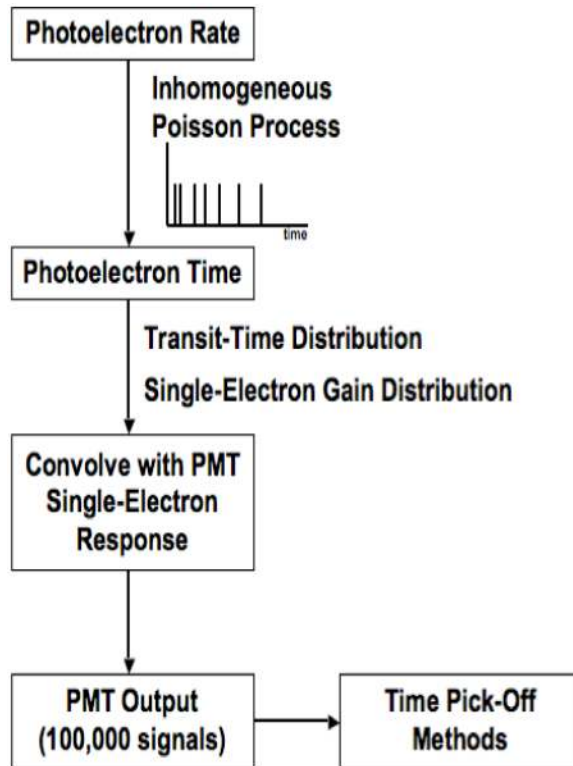 Photoelectron Rate
Inhomogeneous
Poisson Process
time
Photoelectron Time
Transit-Time Distribution
Single-Electron Gain Distribution
Convolve with PMT
Single-Electron
Response
PMT Output
(100,000 signals)
Time Pick-Off
Methods